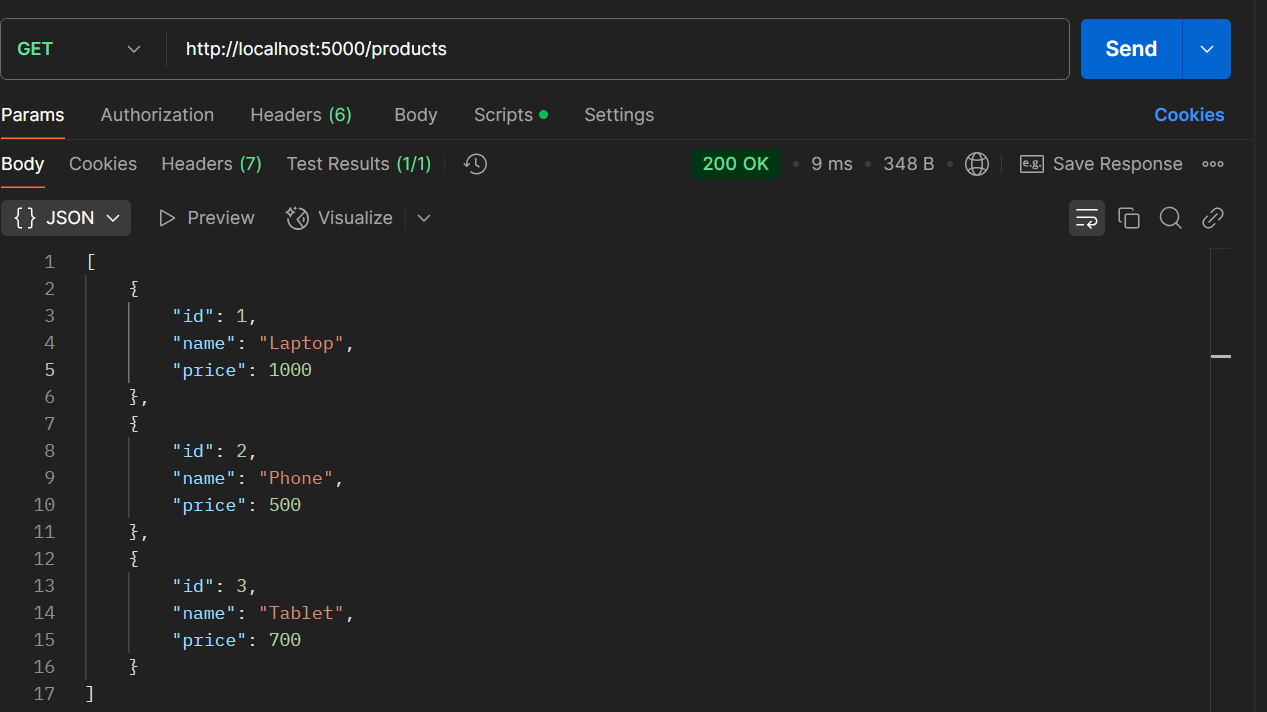 GET http://localhost:5000/products Send
Params Authorization Headers (6) Body Scripts Settings Cookies
Body Cookies Headers (7) Test Results (1/1) 200 OK 9 ms 348 B e.g. Save Response
{} JSON Preview Visualize
1 [
2 {
3 "id": 1,
4 "name": "Laptop",
5 "price": 1000
6 },
7 {
8 "id": 2,
9 "name": "Phone",
10 "price": 500
11 },
12 {
13 "id": 3,
14 "name": "Tablet",
15 "price": 700
16 }
17 ]